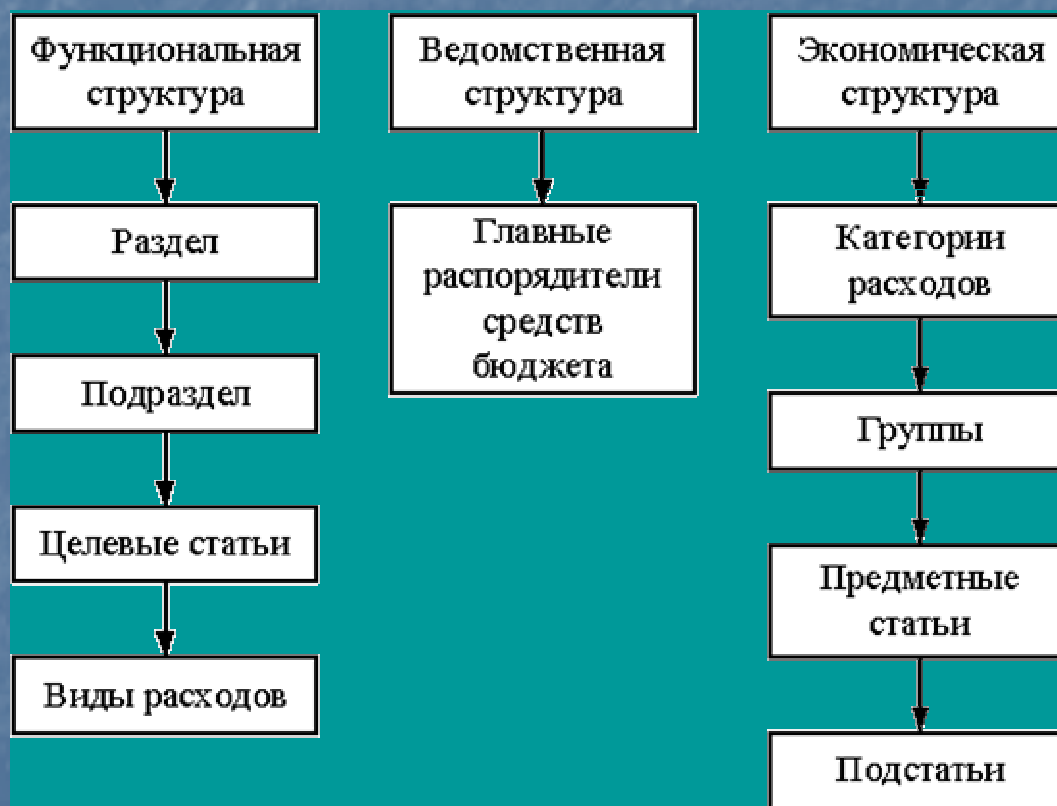 Функциональная
структура
Раздел
Подраздел
Целевые статьи
Виды расходов
Ведомственная
структура
Главные
распорядители
средств
бюджета
Экономическая
структура
Категории
расходов
Группы
Предметные
статьи
Подстатьи